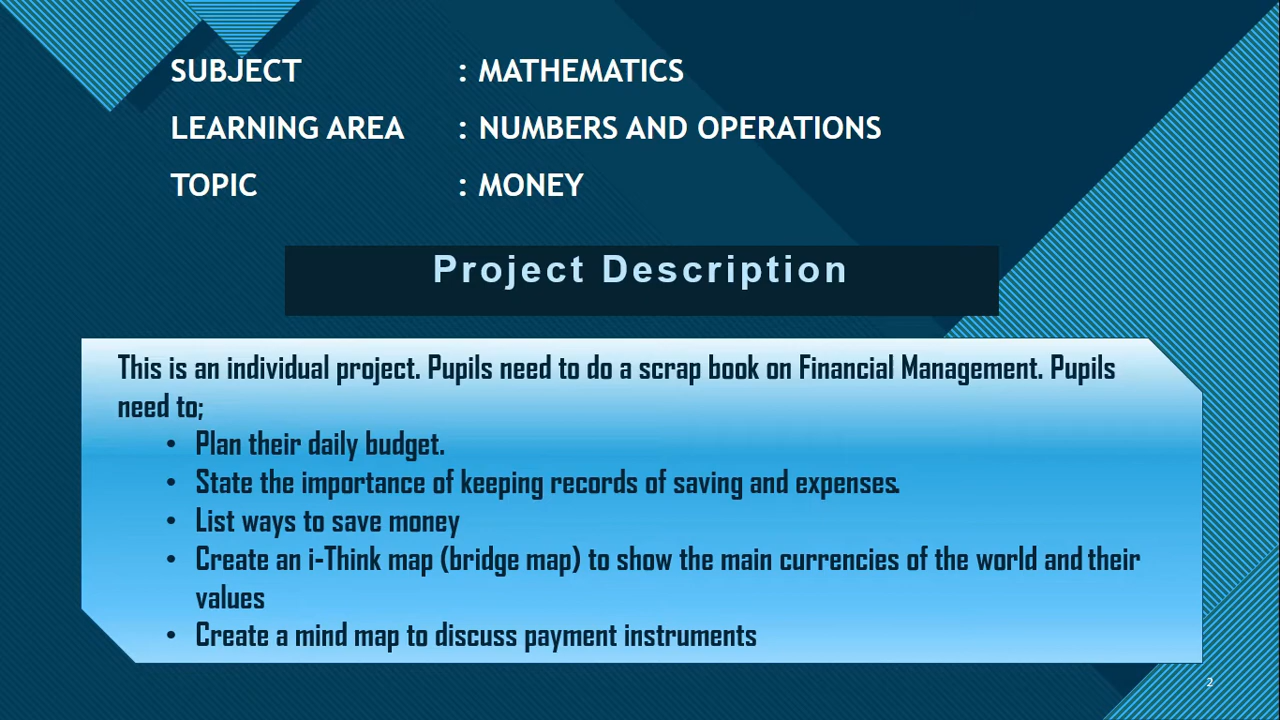 SUBJECT : MATHEMATICS
LEARNING AREA : NUMBERS AND OPERATIONS
TOPIC : MONEY
Project Description
This is an individual project. Pupils need to do a scrap book on Financial Management. Pupils
need to;
• Plan their daily budget.
• State the importance of keeping records of saving and expenses.
• List ways to save money
• Create an i-Think map (bridge map) to show the main currencies of the world and their
values
• Create a mind map to discuss payment instruments
2